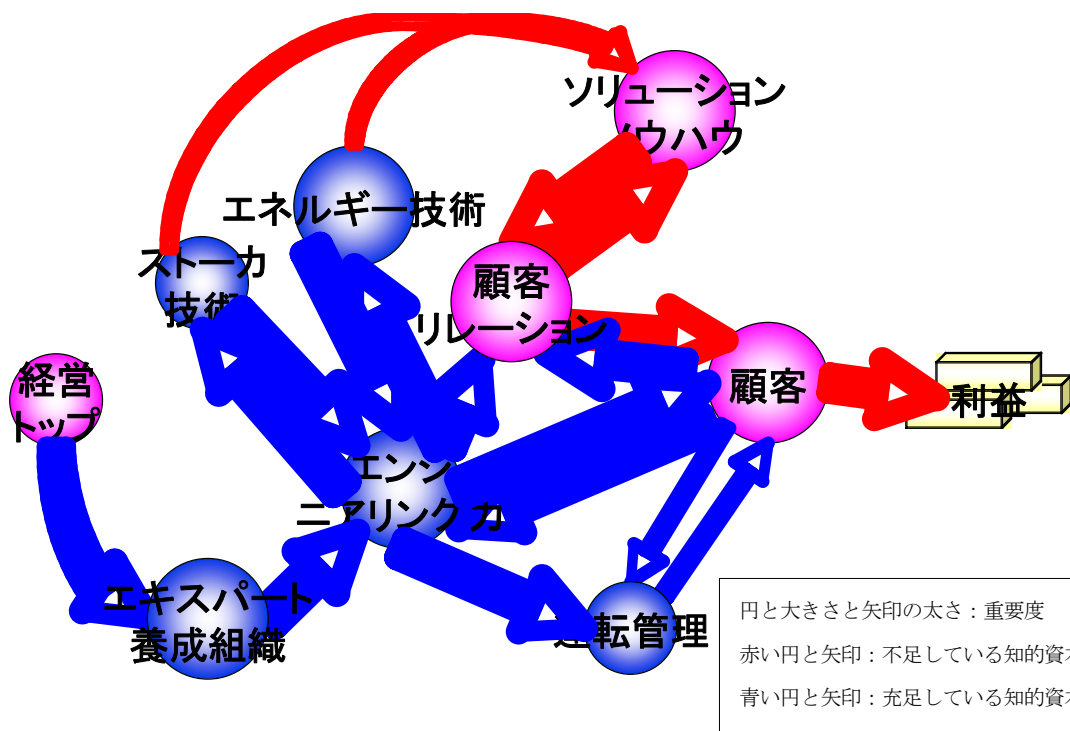 ソリューション
ノウハウ
エネルギー技術
ストーカ
技術
顧客
リレーション
経営
トップ
顧客
利益
エンジ
ニアリング力
エキスパート
養成組織
運転管理
円と大きさと矢印の太さ：重要度
赤い円と矢印：不足している知的資本
青い円と矢印：充足している知的資本